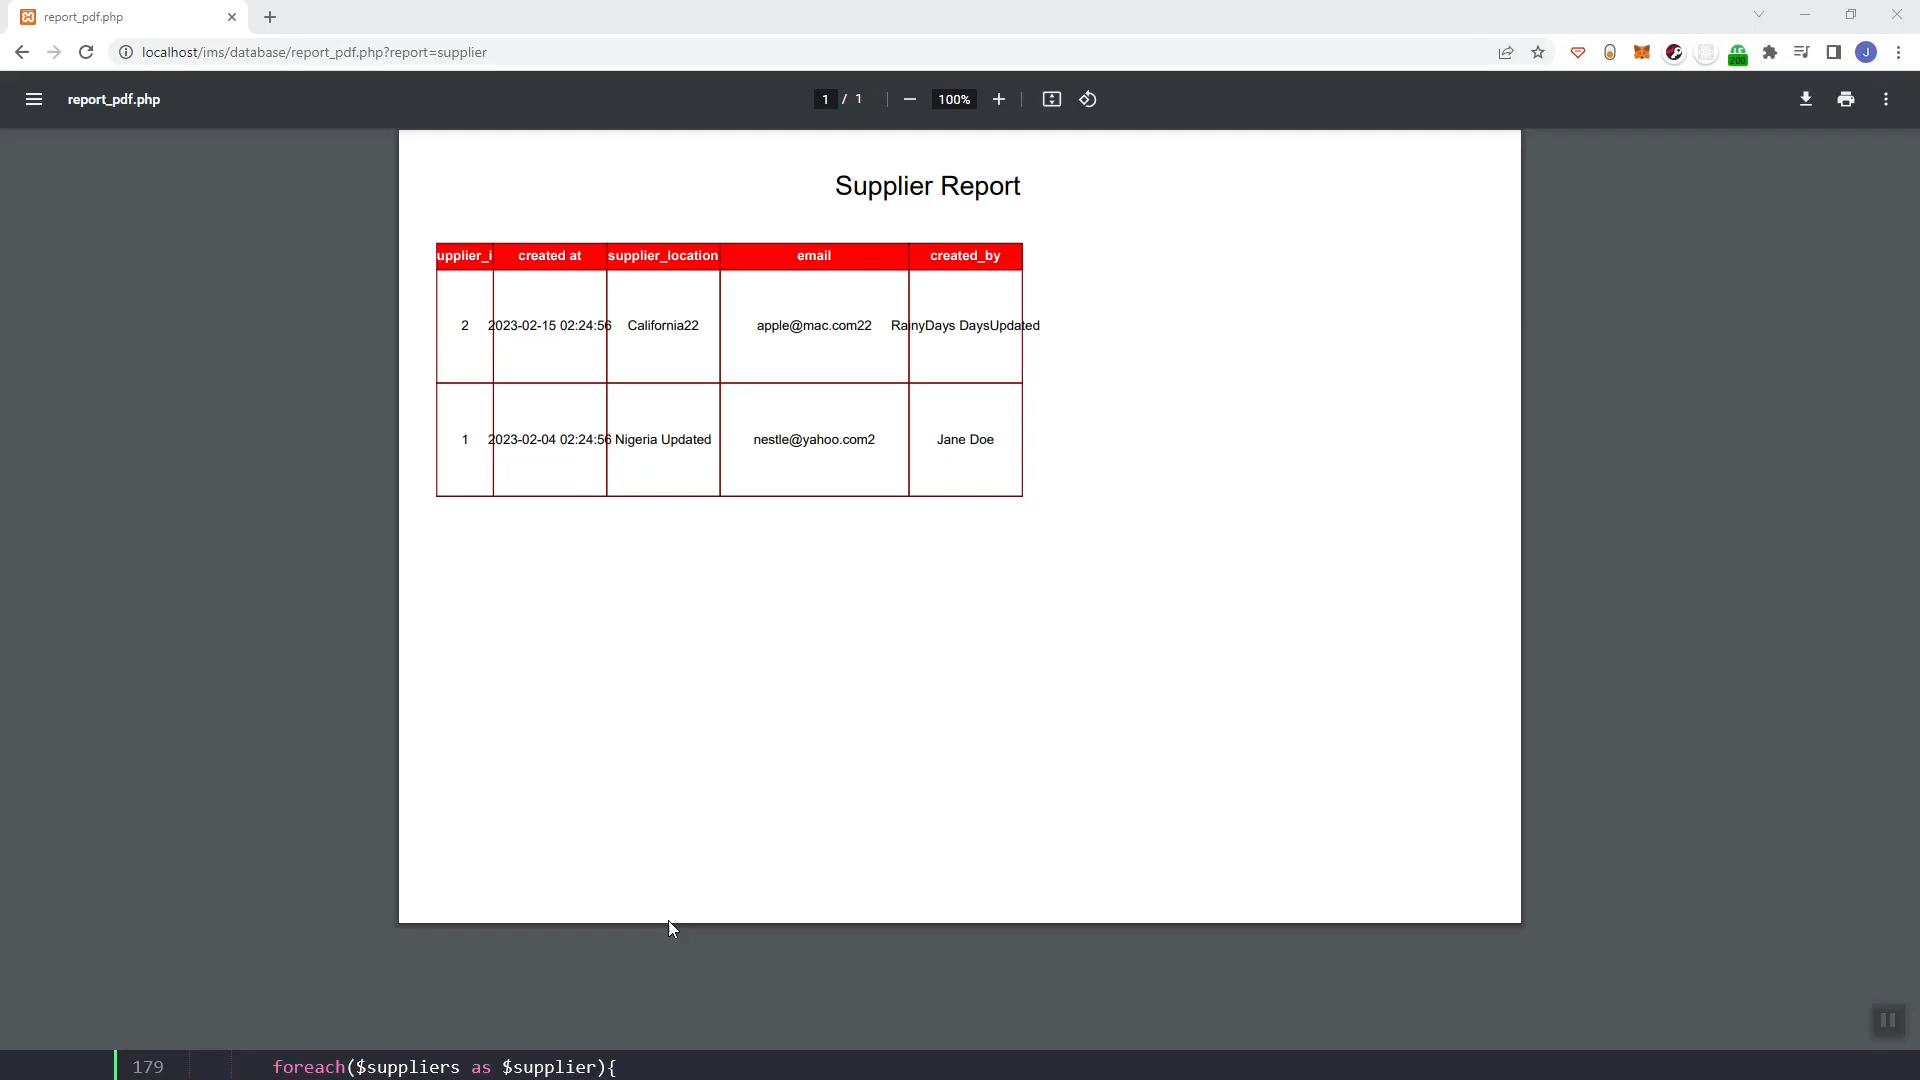 report_pdf.php
localhost/ims/database/report_pdf.php?report=supplier
200
J
report_pdf.php
1 / 1
100%
Supplier Report
upplier_i created at supplier_location email created_by
2 2023-02-15 02:24:56 California22 apple@mac.com22 RainyDays DaysUpdated
1 2023-02-04 02:24:56 Nigeria Updated nestle@yahoo.com2 Jane Doe
179 foreach($suppliers as $supplier){